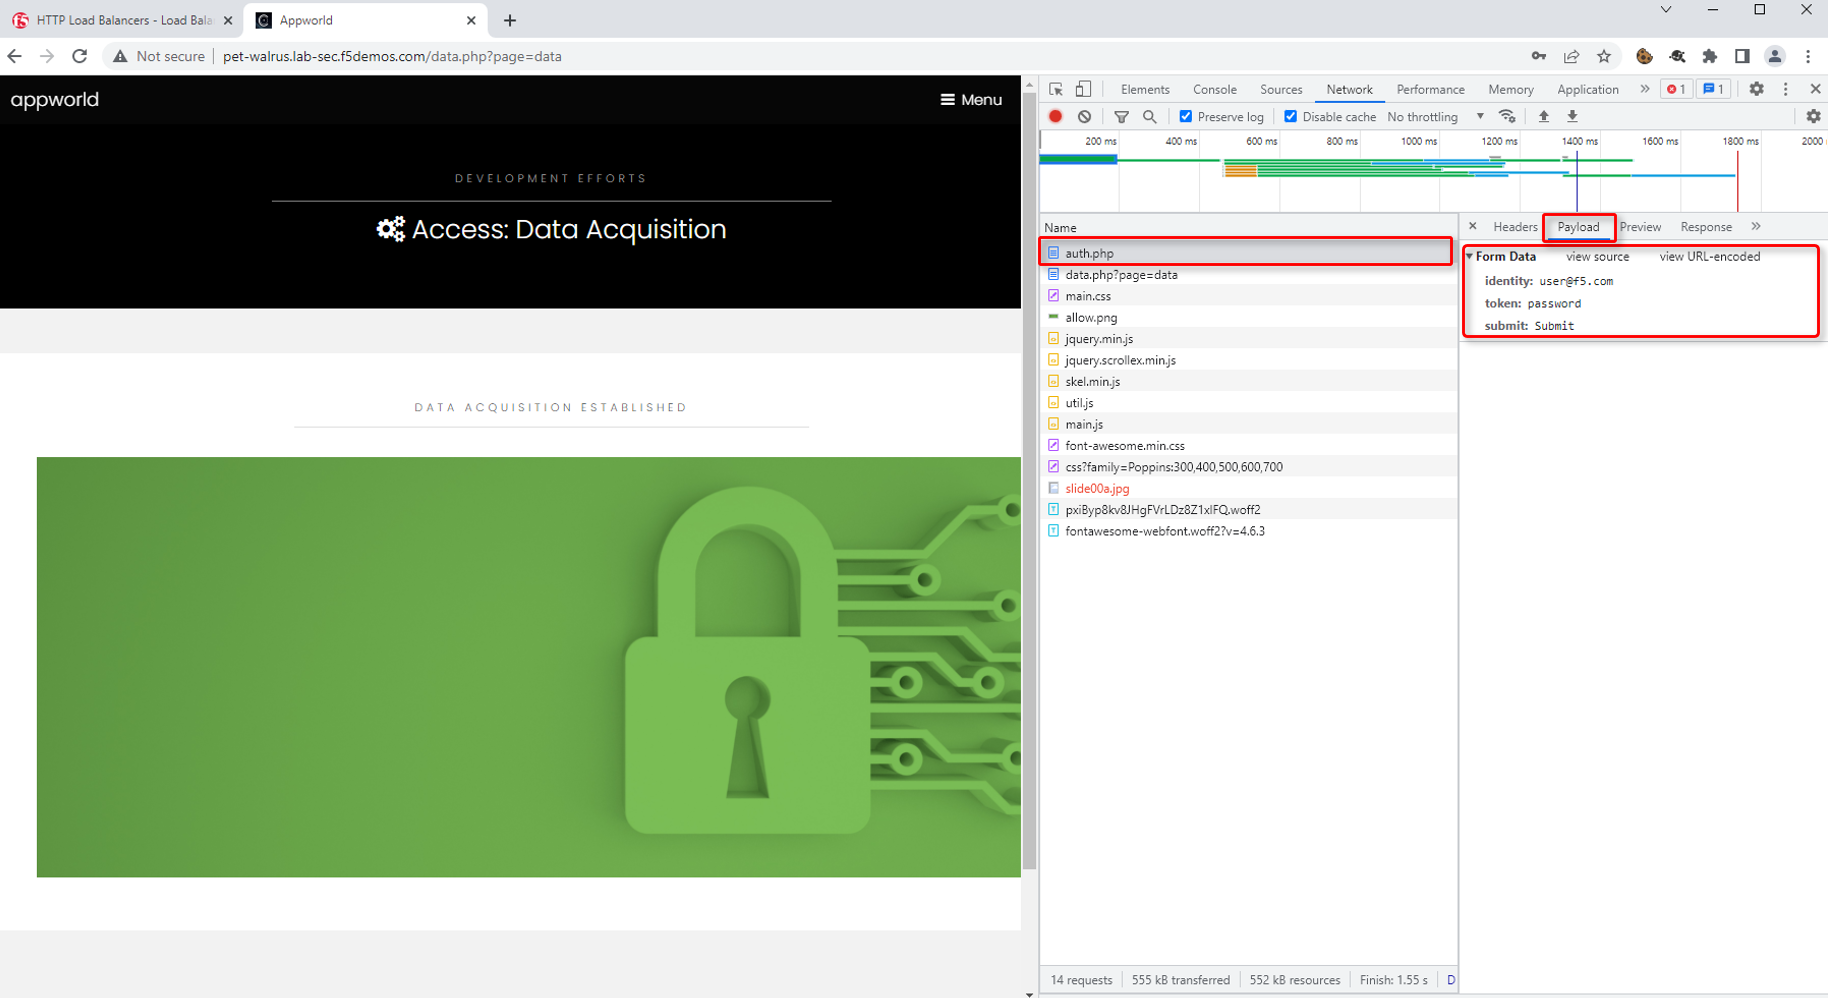 HTTP Load Balancers - Load Bala
Appworld
Not secure
pet-walrus.lab-sec.f5demos.com/data.php?page=data
appworld
Menu
DEVELOPMENT EFFORTS
Access: Data Acquisition
DATA ACQUISITION ESTABLISHED
Elements Console Sources Network Performance Memory Application » 1 1
Preserve log Disable cache No throttling
200 ms 400 ms 600 ms 800 ms 1000 ms 1200 ms 1400 ms 1600 ms 1800 ms 2000
Name
auth.php
data.php?page=data
main.css
allow.png
jquery.min.js
jquery.scrollex.min.js
skel.min.js
util.js
main.js
font-awesome.min.css
css?family=Poppins:300,400,500,600,700
slide00a.jpg
pxiByp8kv8JHgFVrLDz8Z1xlFQ.woff2
fontawesome-webfont.woff2?v=4.6.3
Headers Payload Preview Response »
Form Data view source view URL-encoded
identity: user@f5.com
token: password
submit: Submit
14 requests 555 kB transferred 552 kB resources Finish: 1.55 s D